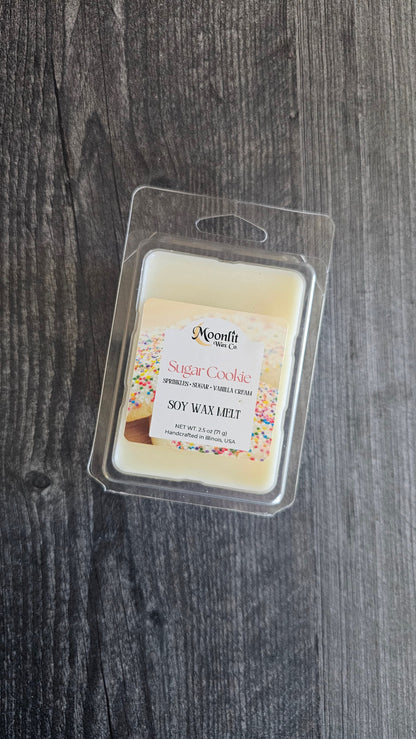 Moonlit
Wax Co.
Sugar Cookie
SPRINKLES • SUGAR • VANILLA CREAM
SOY WAX MELT
NET WT. 2.5 oz (71 g)
Handcrafted in Illinois, USA